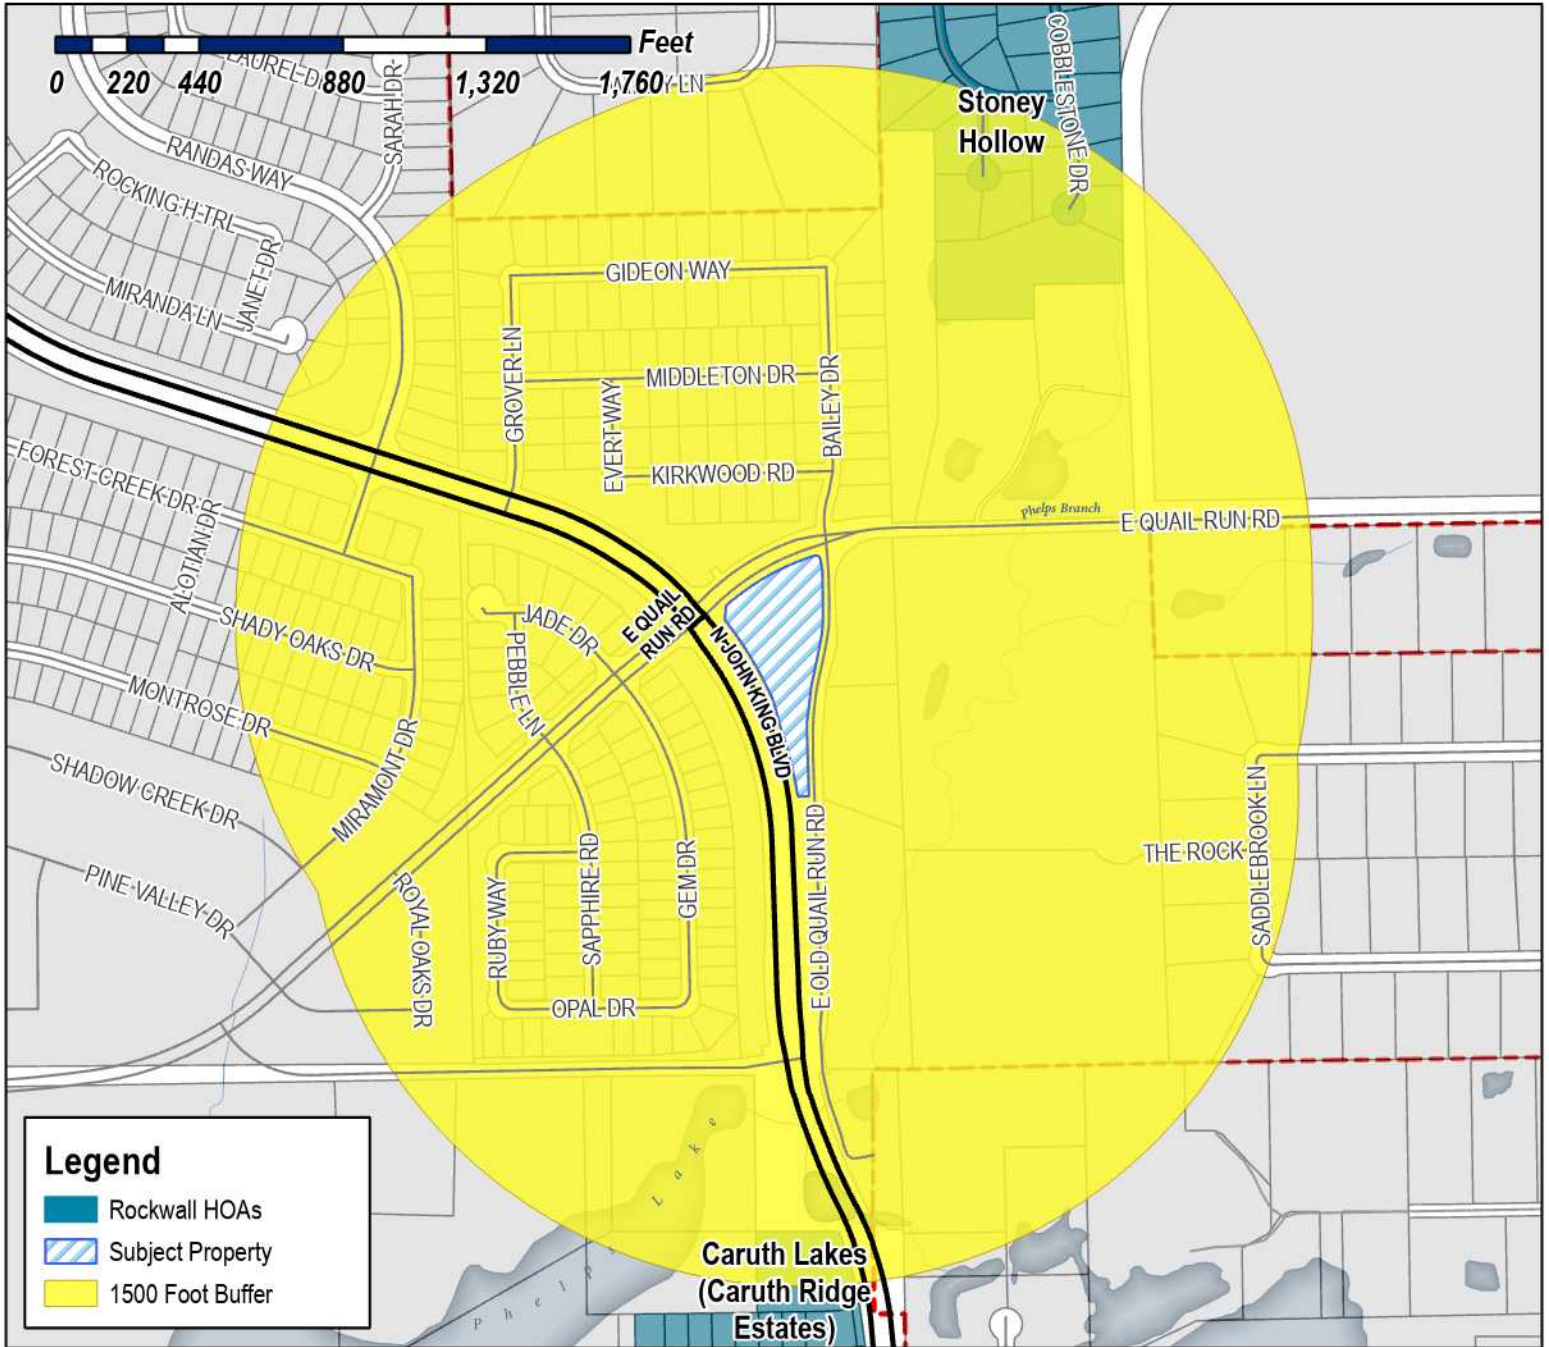 Feet
0 220 440 880 1,320 1,760
LAUREL DR
SARAH DR
COBBLESTONE DR
Stoney
Hollow
RANDAS WAY
ROCKING H TRL
JANET DR
MIRANDA LN
GIDEON WAY
GROVER LN
MIDDLETON DR
EVERT WAY
BAILEY DR
KIRKWOOD RD
Phelps Branch
E QUAIL RUN RD
FOREST CREEK DR
ALOTIAN DR
SHADY OAKS DR
MONTROSE DR
MIRAMONT DR
JADE DR
PEBBLE LN
E QUAIL
RUN RD
N JOHN KING BLVD
SHADOW CREEK DR
PINE VALLEY DR
ROYAL OAKS DR
RUBY WAY
SAPPHIRE RD
GEM DR
OPAL DR
E OLD QUAIL RUN RD
THE ROCK
SADDLEBROOK LN
Lake
Caruth Lakes
(Caruth Ridge
Estates)
Legend
Rockwall HOAs
Subject Property
1500 Foot Buffer